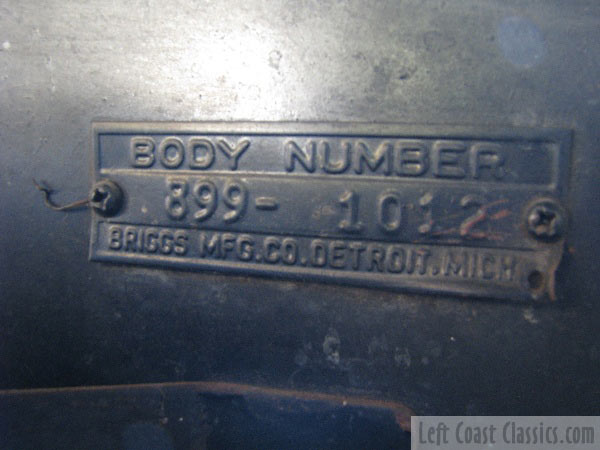 BODY NUMBER
899- 1012
BRIGGS MFG.CO.DETROIT.MICH
Left Coast Classics.com